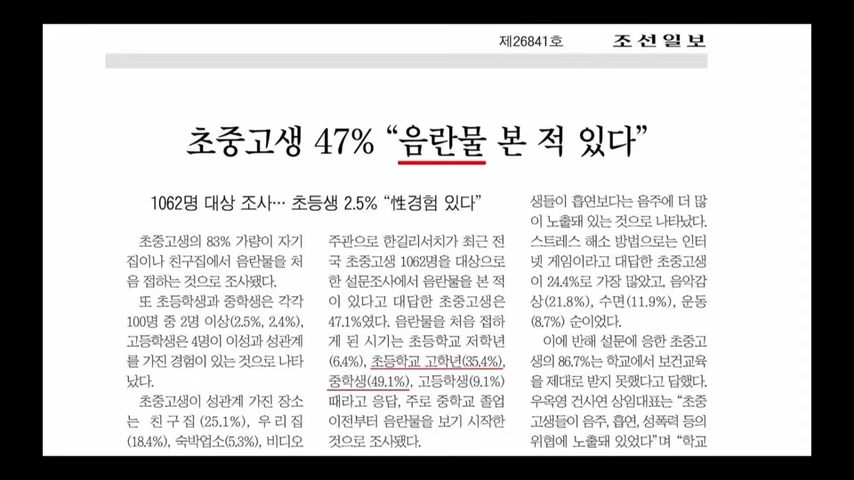 제26841호 조선일보
초중고생 47% “음란물 본 적 있다”
1062명 대상 조사… 초등생 2.5% “性경험 있다”
초중고생의 83% 가량이 자기
집이나 친구집에서 음란물을 처
음 접하는 것으로 조사됐다.
또 초등학생과 중학생은 각각
100명 중 2명 이상(2.5%, 2.4%),
고등학생은 4명이 이성과 성관계
를 가진 경험이 있는 것으로 나타
났다.
초중고생이 성관계 가진 장소
는 친구집(25.1%), 우리집
(18.4%), 숙박업소(5.3%), 비디오
주관으로 한길리서치가 최근 전
국 초중고생 1062명을 대상으로
한 설문조사에서 음란물을 본 적
이 있다고 대답한 초중고생은
47.1%였다. 음란물을 처음 접하
게 된 시기는 초등학교 저학년
(6.4%), 초등학교 고학년(35.4%),
중학생(49.1%), 고등학생(9.1%)
때라고 응답, 주로 중학교 졸업
이전부터 음란물을 보기 시작한
것으로 조사됐다.
생들이 흡연보다는 음주에 더 많
이 노출돼 있는 것으로 나타났다.
스트레스 해소 방법으로는 인터
넷 게임이라고 대답한 초중고생
이 24.4%로 가장 많았고, 음악감
상(21.8%), 수면(11.9%), 운동
(8.7%) 순이었다.
이에 반해 설문에 응한 초중고
생의 86.7%는 학교에서 보건교육
을 제대로 받지 못했다고 답했다.
우옥영 건사연 상임대표는 “초중
고생들이 음주, 흡연, 성폭력 등의
위협에 노출돼 있었다”며 “학교